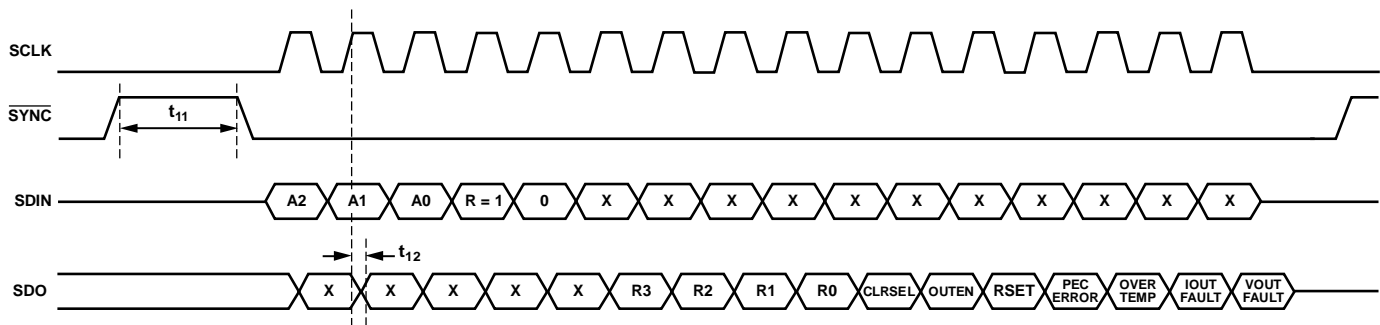 SCLK
SYNC
t11
SDIN A2 A1 A0 R = 1 0 X X X X X X X X X X X
t12
SDO X X X X X R3 R2 R1 R0 CLRSEL OUTEN RSET PEC ERROR OVER TEMP IOUT FAULT VOUT FAULT